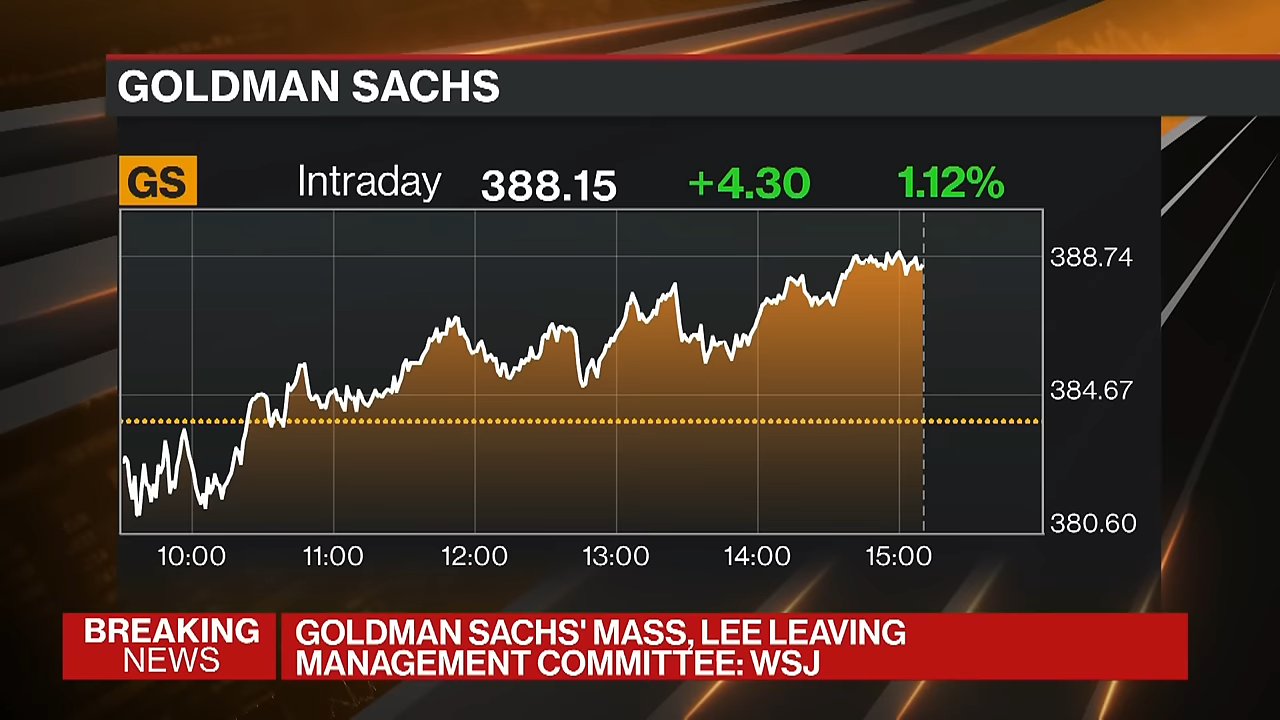 GOLDMAN SACHS
GS Intraday 388.15 +4.30 1.12%
388.74
384.67
380.60
10:00 11:00 12:00 13:00 14:00 15:00
BREAKING NEWS
GOLDMAN SACHS' MASS, LEE LEAVING
MANAGEMENT COMMITTEE: WSJ